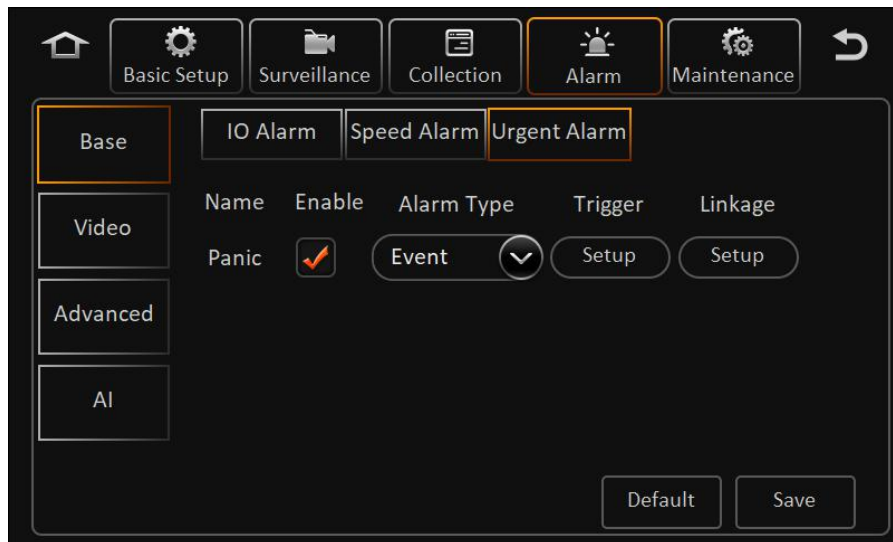 Basic Setup Surveillance Collection Alarm Maintenance
Base
Video
Advanced
AI
IO Alarm Speed Alarm Urgent Alarm
Name Enable Alarm Type Trigger Linkage
Panic Event Setup Setup
Default Save